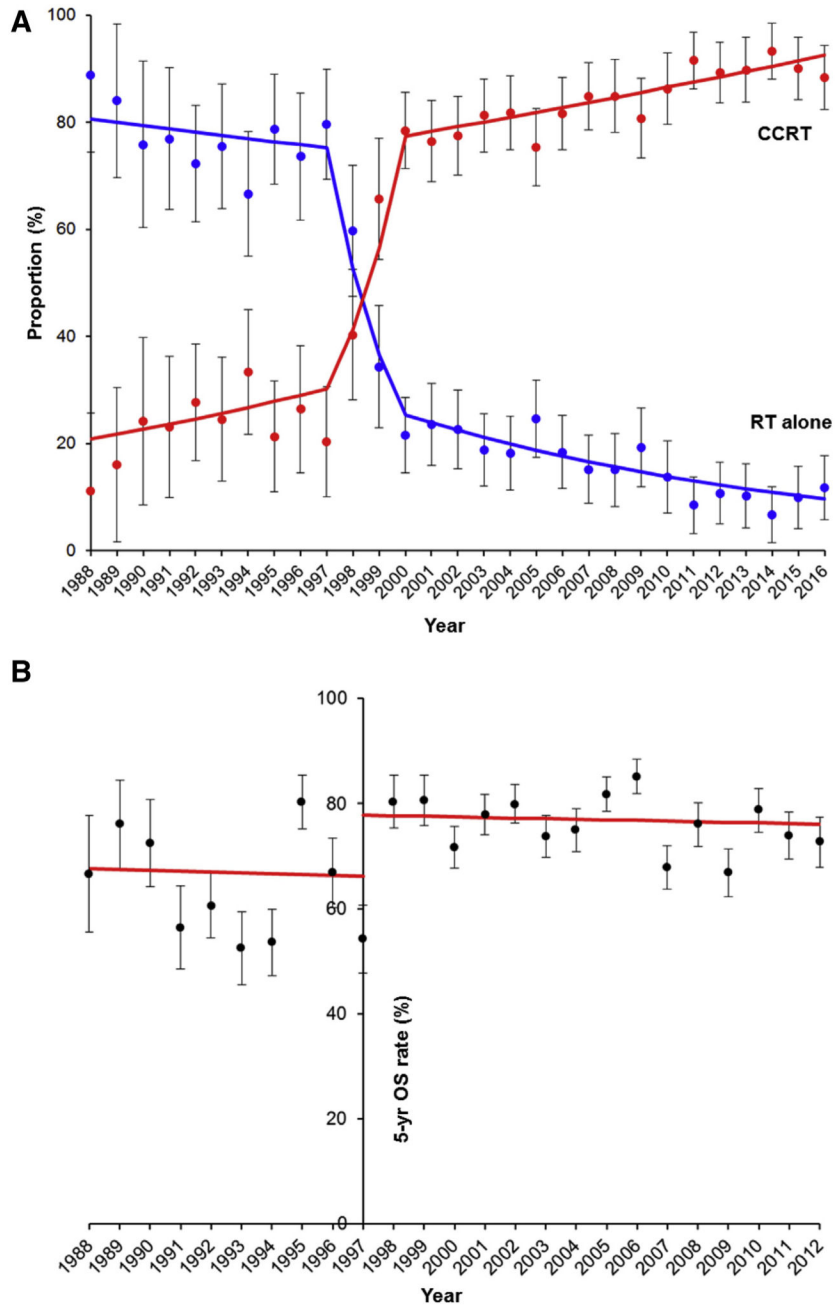 A
100
80
60
40
20
0
Proportion (%)
CCRT
RT alone
1988 1989 1990 1991 1992 1993 1994 1995 1996 1997 1998 1999 2000 2001 2002 2003 2004 2005 2006 2007 2008 2009 2010 2011 2012 2013 2014 2015 2016
Year
B
100
80
60
40
20
0
5-yr OS rate (%)
1988 1989 1990 1991 1992 1993 1994 1995 1996 1997 1998 1999 2000 2001 2002 2003 2004 2005 2006 2007 2008 2009 2010 2011 2012
Year